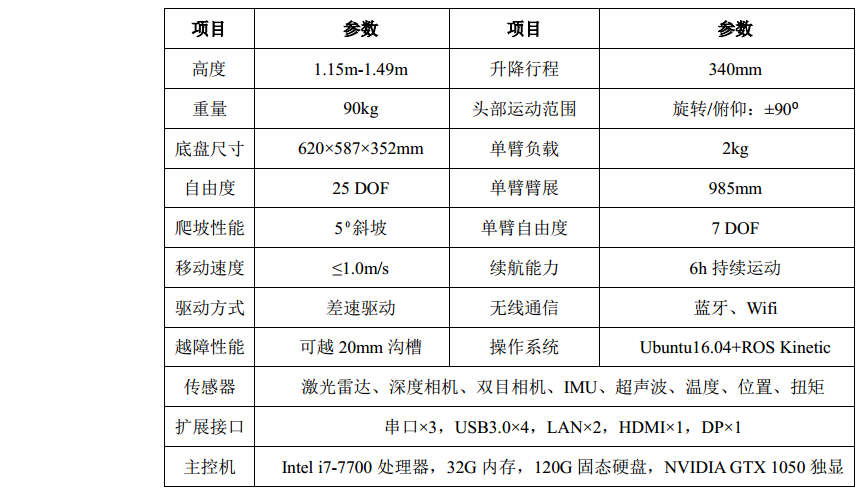 项目 参数 项目 参数
高度 1.15m-1.49m 升降行程 340mm
重量 90kg 头部运动范围 旋转/俯仰：±90⁰
底盘尺寸 620×587×352mm 单臂负载 2kg
自由度 25 DOF 单臂臂展 985mm
爬坡性能 5⁰斜坡 单臂自由度 7 DOF
移动速度 ≤1.0m/s 续航能力 6h 持续运动
驱动方式 差速驱动 无线通信 蓝牙、Wifi
越障性能 可越 20mm 沟槽 操作系统 Ubuntu16.04+ROS Kinetic
传感器 激光雷达、深度相机、双目相机、IMU、超声波、温度、位置、扭矩
扩展接口 串口×3，USB3.0×4，LAN×2，HDMI×1，DP×1
主控机 Intel i7-7700 处理器，32G 内存，120G 固态硬盘，NVIDIA GTX 1050 独显